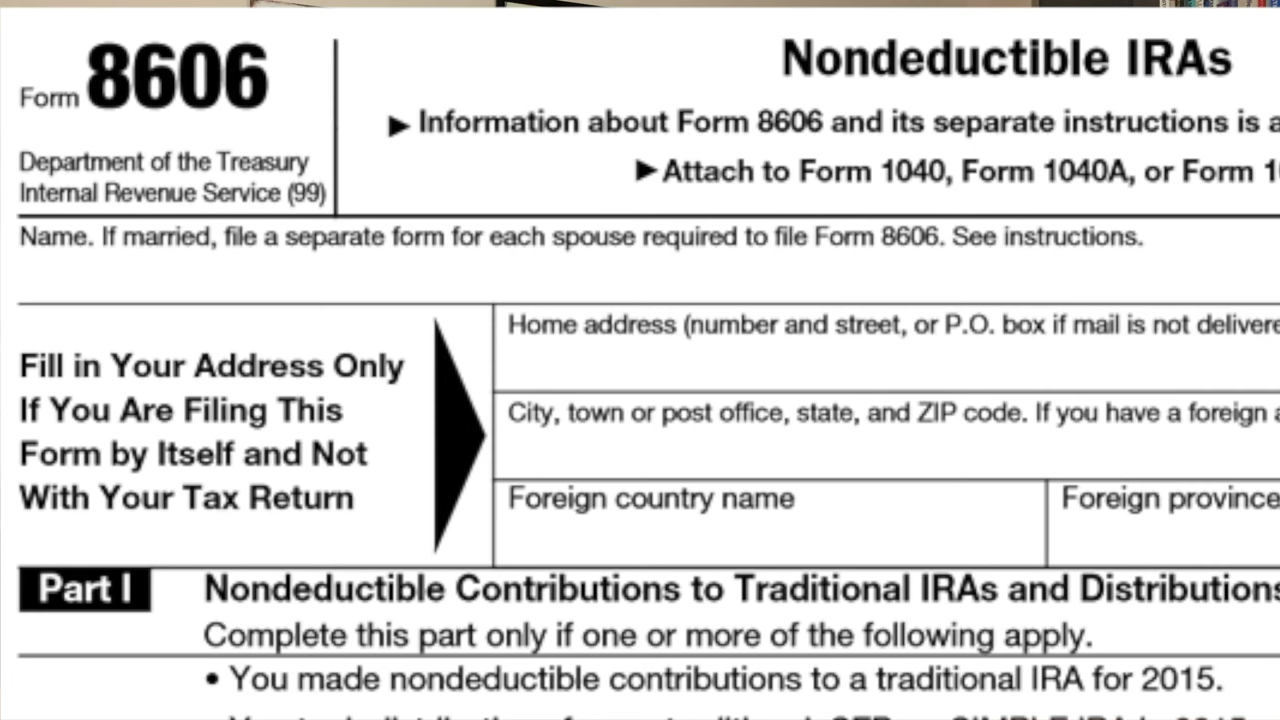 Form 8606
Nondeductible IRAs
▶ Information about Form 8606 and its separate instructions is
▶ Attach to Form 1040, Form 1040A, or Form
Department of the Treasury
Internal Revenue Service (99)
Name. If married, file a separate form for each spouse required to file Form 8606. See instructions.
Fill in Your Address Only
If You Are Filing This
Form by Itself and Not
With Your Tax Return
Home address (number and street, or P.O. box if mail is not
City, town or post office, state, and ZIP code. If you have a foreign
Foreign country name
Foreign province
Part I
Nondeductible Contributions to Traditional IRAs and Distributions
Complete this part only if one or more of the following apply.
• You made nondeductible contributions to a traditional IRA for 2015.